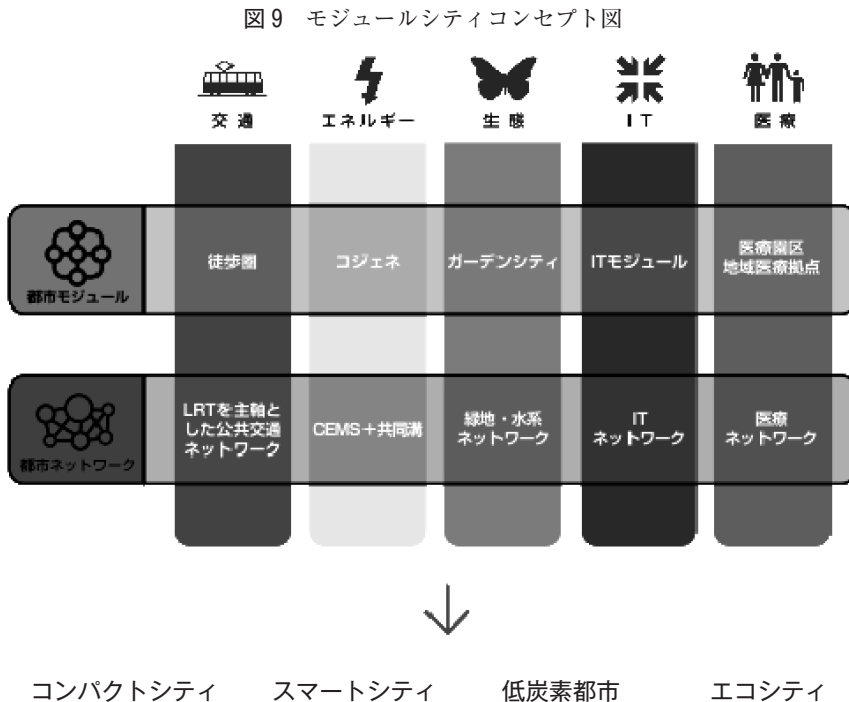 図9　モジュールシティコンセプト図
交通　エネルギー　生態　IT　医療
都市モジュール
徒歩圏　コジェネ　ガーデンシティ　ITモジュール　医療園区
地域医療拠点
都市ネットワーク
LRTを主軸と
した公共交通
ネットワーク
CEMS＋共同溝
緑地・水系
ネットワーク
IT
ネットワーク
医療
ネットワーク
コンパクトシティ　スマートシティ　低炭素都市　エコシティ